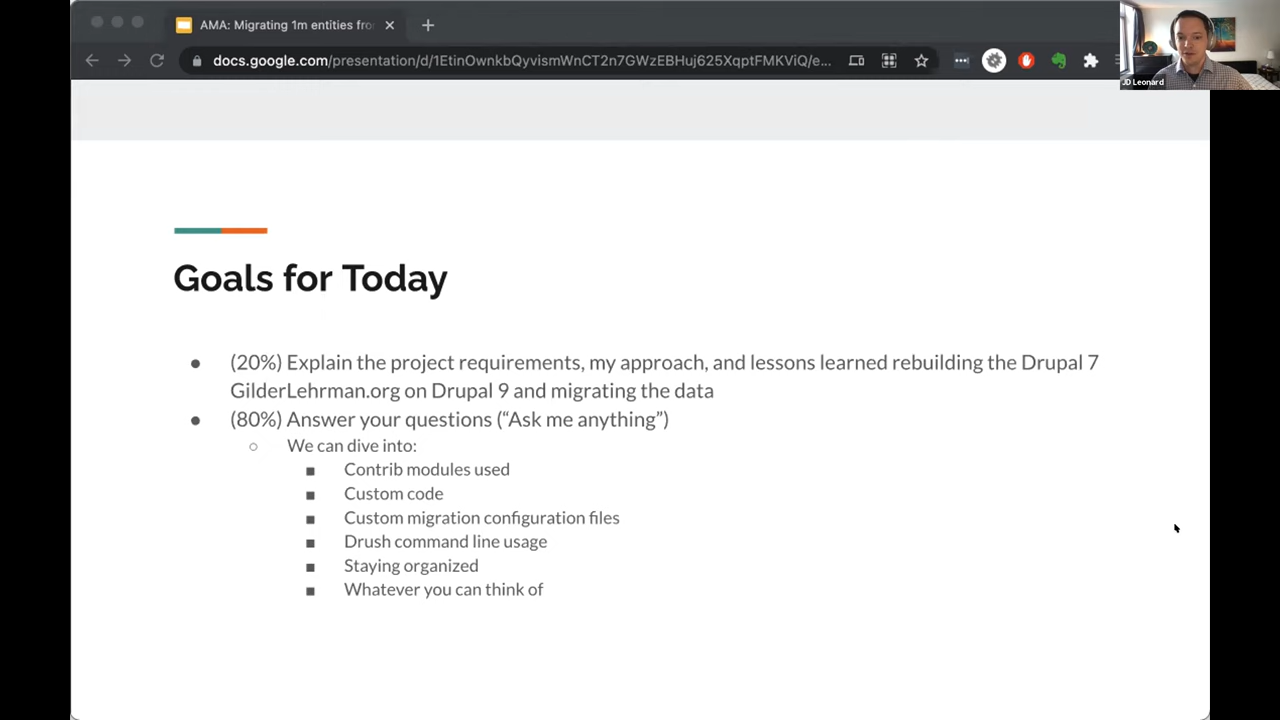 AMA: Migrating 1m entities fro
docs.google.com/presentation/d/1EtinOwnkbQyvismWnCT2n7GWzEBHuj625XqptFMKViQ/e...
JD Leonard
Goals for Today
● (20%) Explain the project requirements, my approach, and lessons learned rebuilding the Drupal 7
GilderLehrman.org on Drupal 9 and migrating the data
● (80%) Answer your questions (“Ask me anything”)
○ We can dive into:
■ Contrib modules used
■ Custom code
■ Custom migration configuration files
■ Drush command line usage
■ Staying organized
■ Whatever you can think of